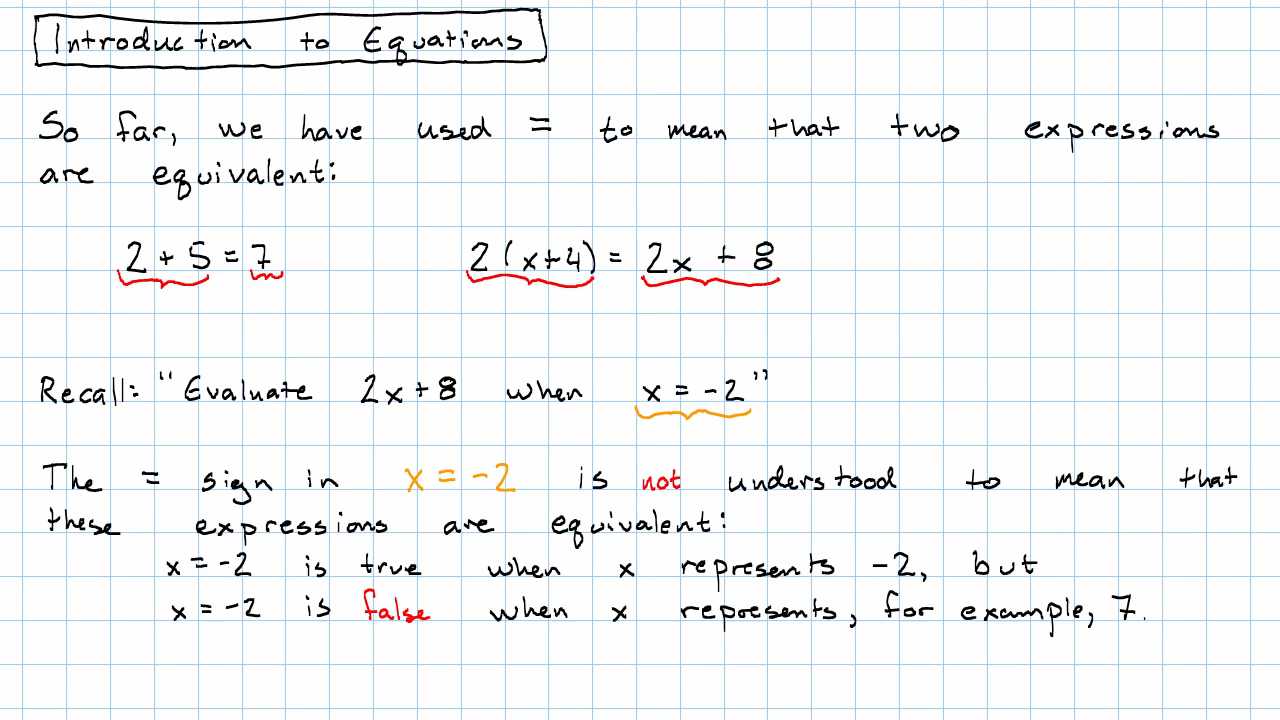 Introduction to Equations
So far, we have used = to mean that two expressions
are equivalent:
2 + 5 = 7 2(x+4) = 2x + 8
Recall: "Evaluate 2x+8 when x = -2"
The = sign in x = -2 is not understood to mean that
these expressions are equivalent:
x = -2 is true when x represents -2, but
x = -2 is false when x represents, for example, 7.